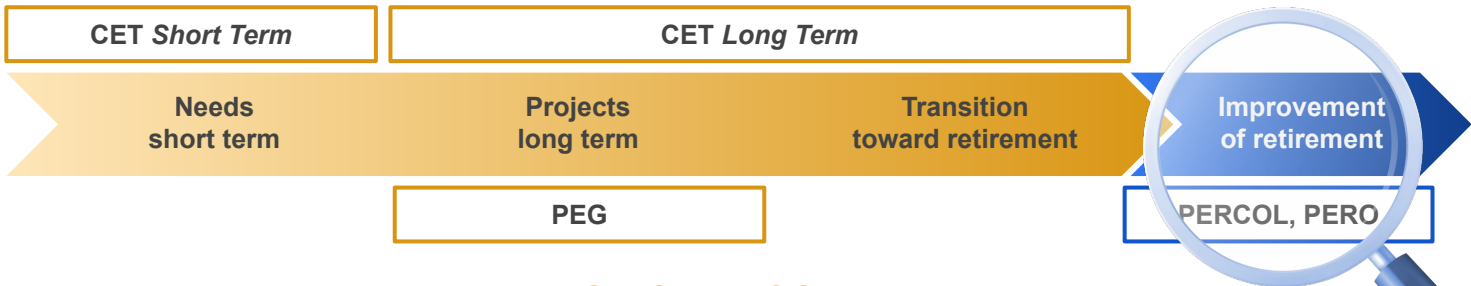 CET Short Term
CET Long Term
Needs
short term
Projects
long term
Transition
toward retirement
Improvement
of retirement
PEG
PERCOL, PERO